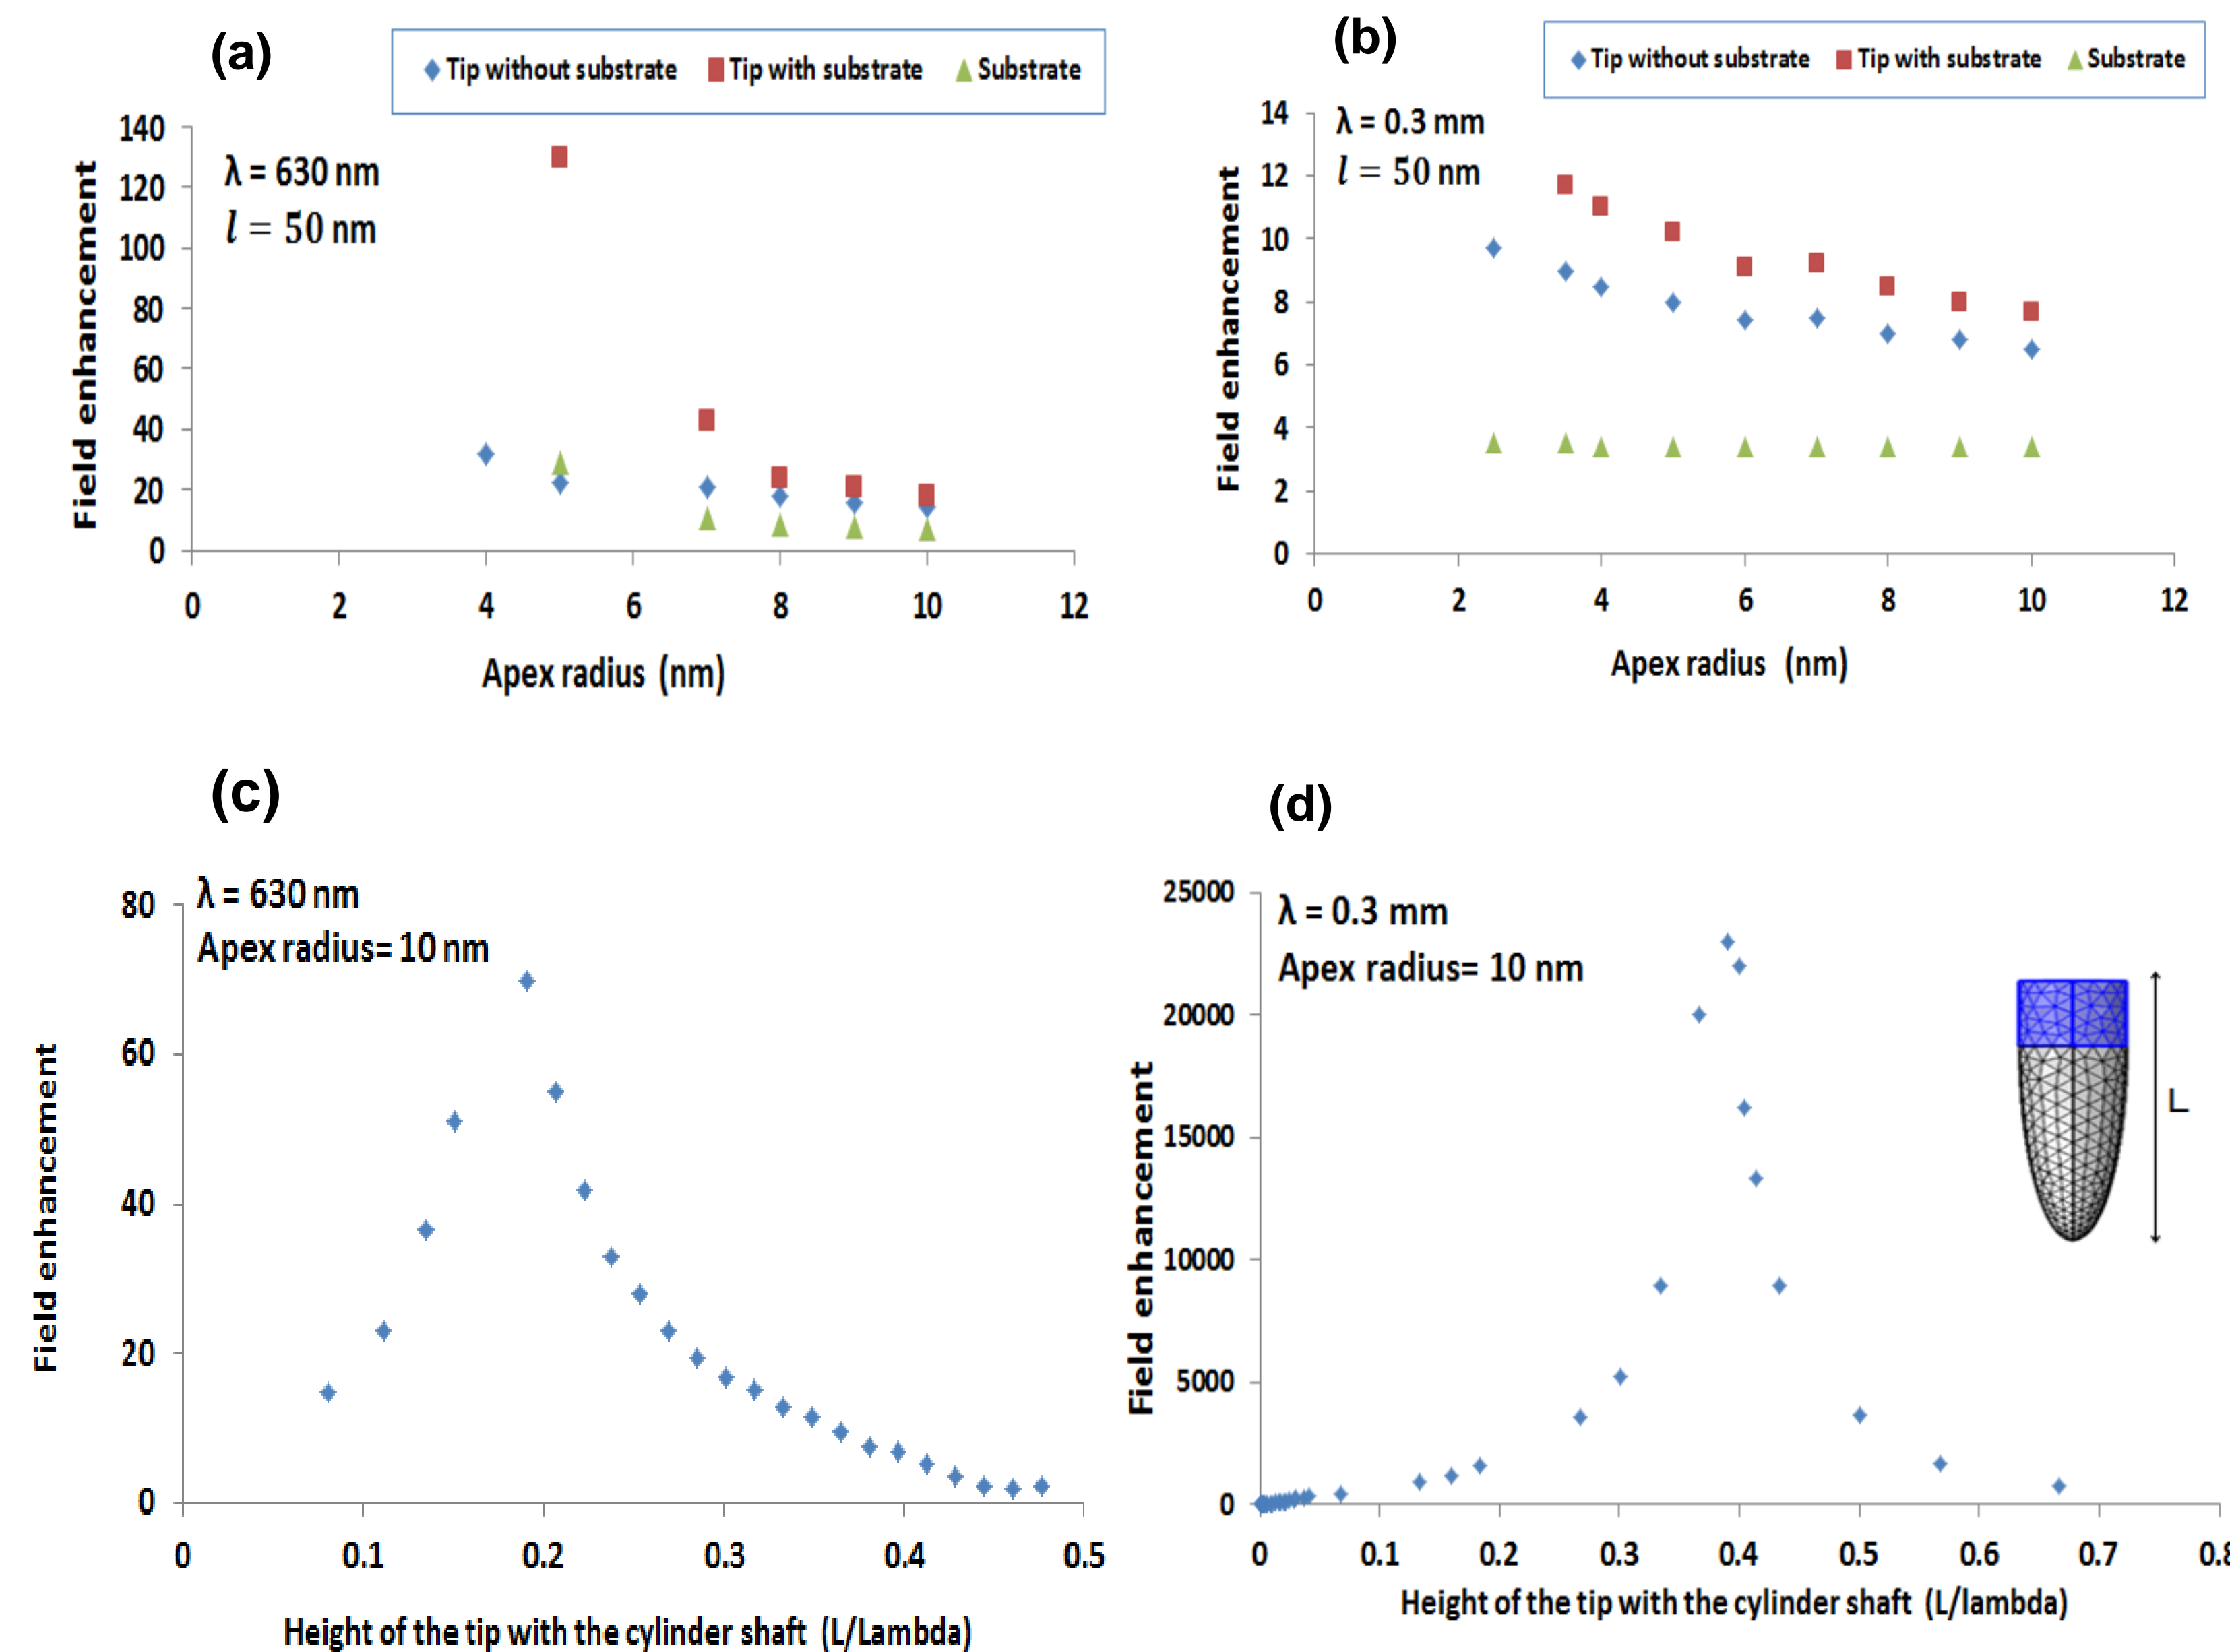 (a)
Tip without substrate Tip with substrate Substrate
λ = 630 nm
l = 50 nm
Field enhancement
140
120
100
80
60
40
20
0
0 2 4 6 8 10 12
Apex radius (nm)
(b)
Tip without substrate Tip with substrate Substrate
λ = 0.3 mm
l = 50 nm
Field enhancement
14
12
10
8
6
4
2
0
0 2 4 6 8 10 12
Apex radius (nm)
(c)
λ = 630 nm
Apex radius= 10 nm
Field enhancement
80
60
40
20
0
0 0.1 0.2 0.3 0.4 0.5
Height of the tip with the cylinder shaft (L/Lambda)
(d)
λ = 0.3 mm
Apex radius= 10 nm
Field enhancement
25000
20000
15000
10000
5000
0
L
0 0.1 0.2 0.3 0.4 0.5 0.6 0.7 0.8
Height of the tip with the cylinder shaft (L/lambda)